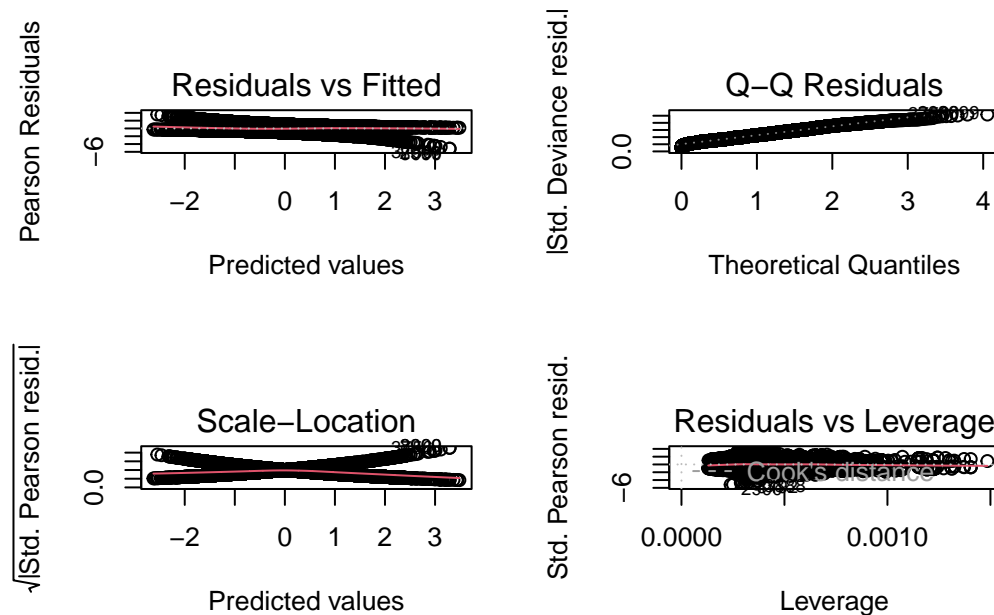 Residuals vs Fitted
Pearson Residuals
−6
−2 0 1 2 3
Predicted values
Q−Q Residuals
|Std. Deviance resid.|
0.0
0 1 2 3 4
Theoretical Quantiles
Scale−Location
√|Std. Pearson resid.|
0.0
−2 0 1 2 3
Predicted values
Residuals vs Leverage
Std. Pearson resid.
−6
Cook's distance
0.0000 0.0010
Leverage